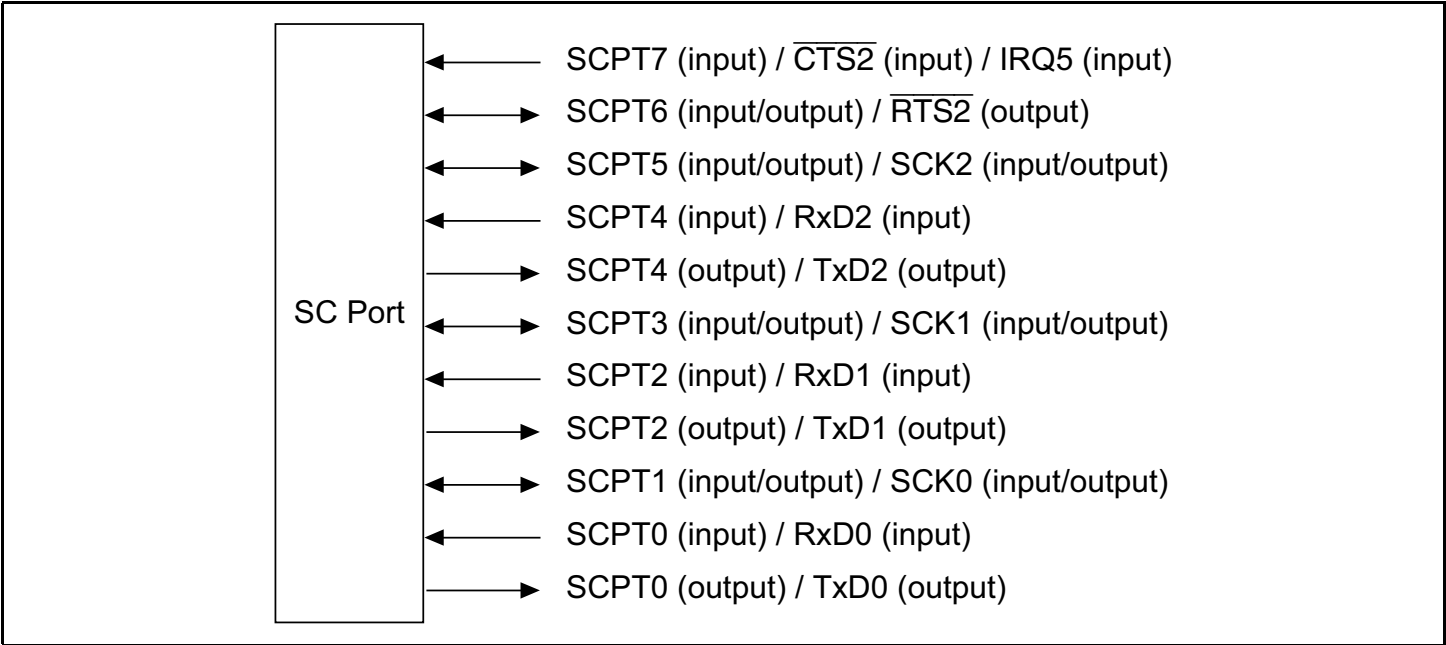 SC Port
SCPT7 (input) / C̅T̅S̅2̅ (input) / IRQ5 (input)
SCPT6 (input/output) / R̅T̅S̅2̅ (output)
SCPT5 (input/output) / SCK2 (input/output)
SCPT4 (input) / RxD2 (input)
SCPT4 (output) / TxD2 (output)
SCPT3 (input/output) / SCK1 (input/output)
SCPT2 (input) / RxD1 (input)
SCPT2 (output) / TxD1 (output)
SCPT1 (input/output) / SCK0 (input/output)
SCPT0 (input) / RxD0 (input)
SCPT0 (output) / TxD0 (output)